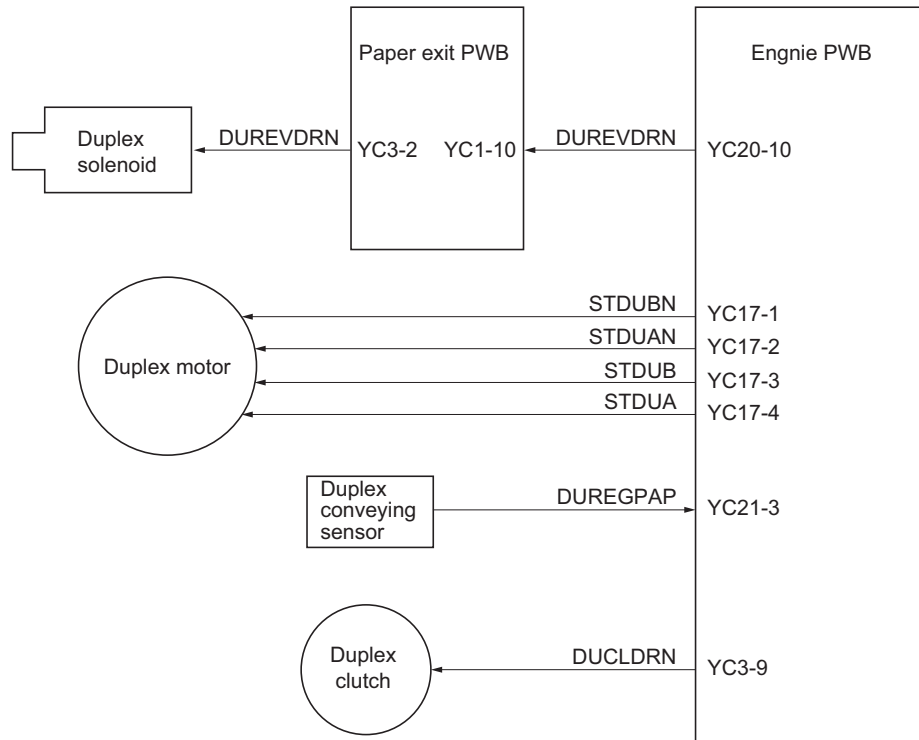 Paper exit PWB
Engnie PWB
Duplex
solenoid
DUREVDRN
YC3-2
YC1-10
DUREVDRN
YC20-10
Duplex motor
STDUBN
YC17-1
STDUAN
YC17-2
STDUB
YC17-3
STDUA
YC17-4
Duplex
conveying
sensor
DUREGPAP
YC21-3
Duplex
clutch
DUCLDRN
YC3-9